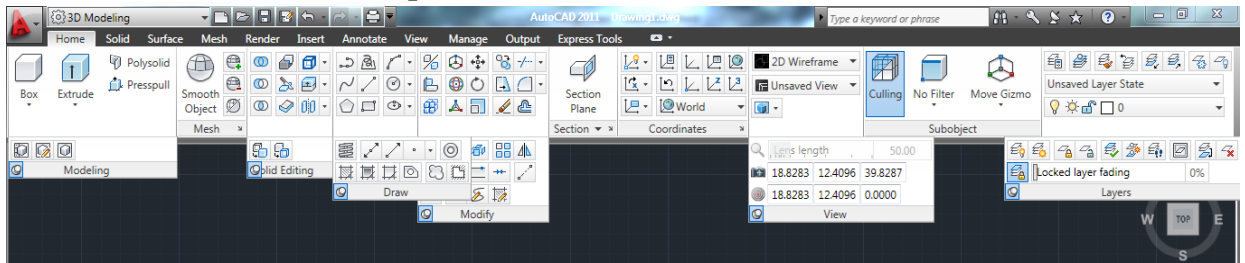 3D Modeling
AutoCAD 2011 Drawing1.dwg
Type a keyword or phrase
Home Solid Surface Mesh Render Insert Annotate View Manage Output Express Tools
Polysolid
Presspull
Box
Extrude
Smooth
Object
Mesh
Section
Plane
Section
World
Coordinates
2D Wireframe
Unsaved View
Culling
No Filter
Move Gizmo
Subobject
Unsaved Layer State
0
Modeling
Solid Editing
Draw
Modify
Lens length 50.00
18.8283 12.4096 39.8287
18.8283 12.4096 0.0000
View
Locked layer fading 0%
Layers
W TOP E
S